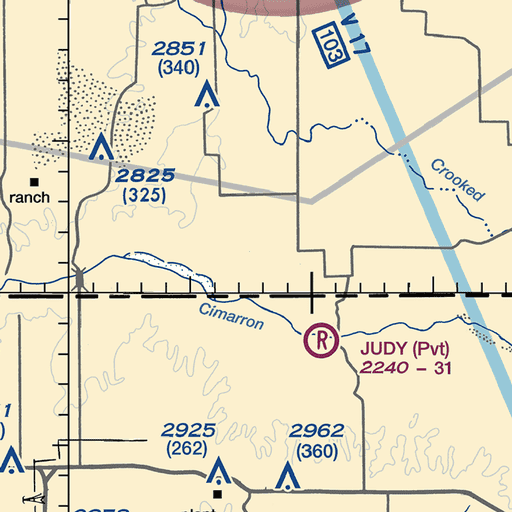 V 17
103
2851
(340)
2825
(325)
ranch
Crooked
Cimarron
R
JUDY (Pvt)
2240 - 31
2925
(262)
2962
(360)